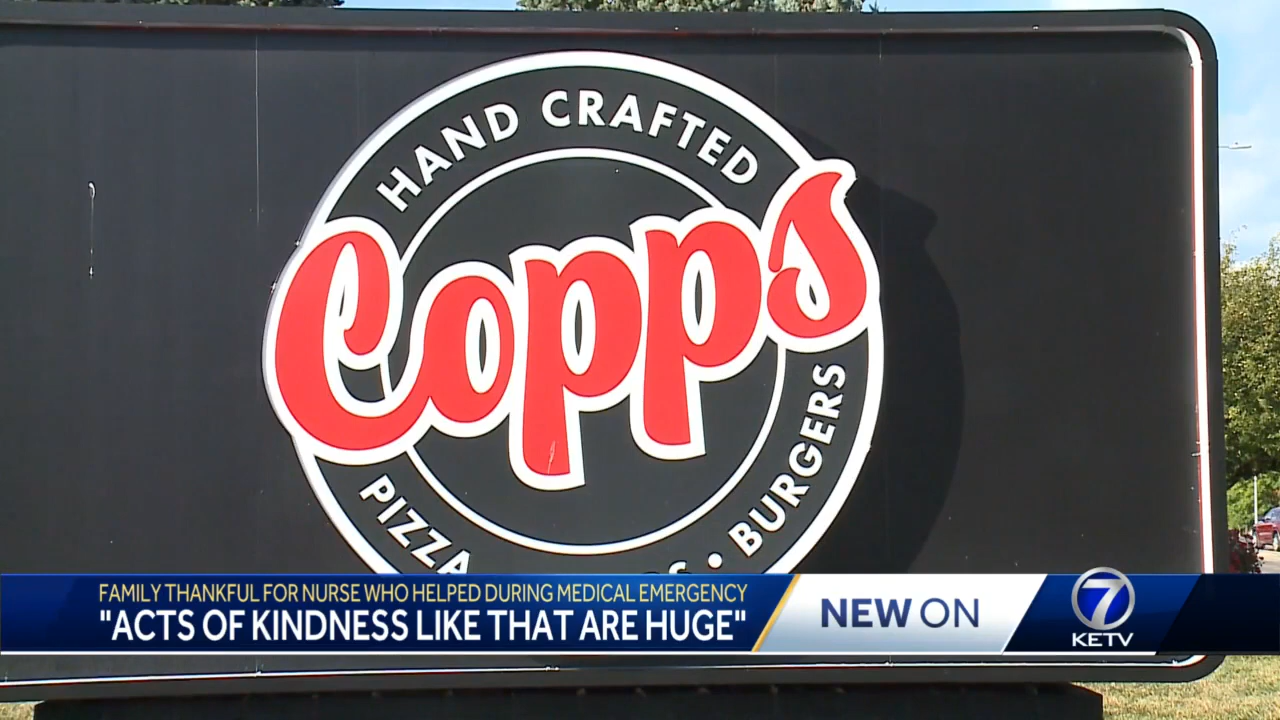 HAND CRAFTED
Copps
PIZZA
• BURGERS
FAMILY THANKFUL FOR NURSE WHO HELPED DURING MEDICAL EMERGENCY
"ACTS OF KINDNESS LIKE THAT ARE HUGE"
NEW ON
7
KETV